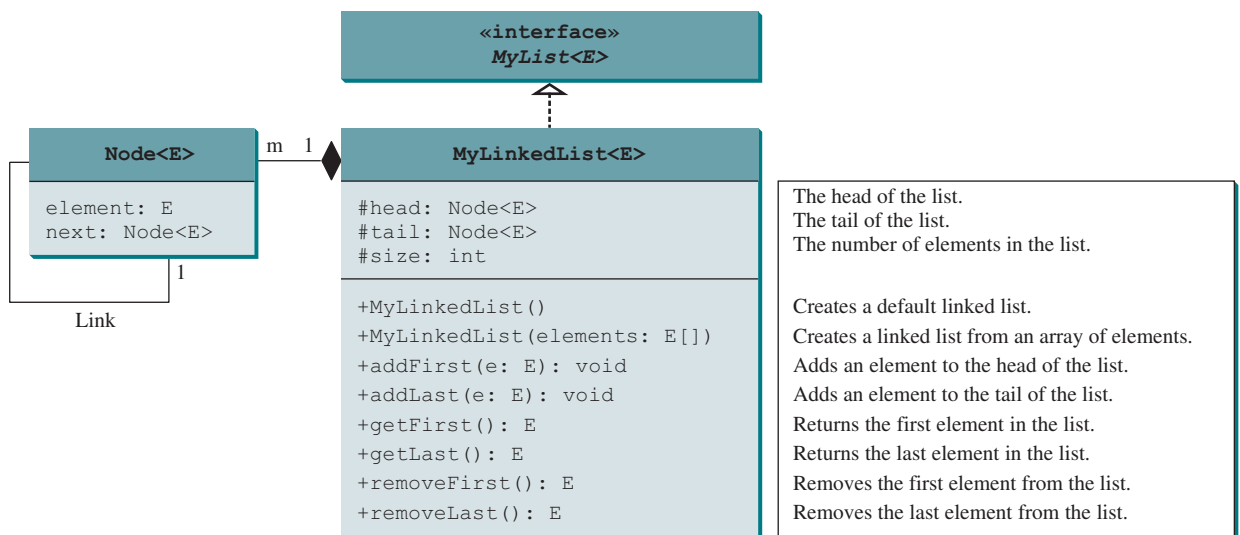 «interface»
MyList<E>
Node<E>
m 1
MyLinkedList<E>
element: E
next: Node<E>
1
Link
#head: Node<E>
#tail: Node<E>
#size: int
The head of the list.
The tail of the list.
The number of elements in the list.
+MyLinkedList()
+MyLinkedList(elements: E[])
+addFirst(e: E): void
+addLast(e: E): void
+getFirst(): E
+getLast(): E
+removeFirst(): E
+removeLast(): E
Creates a default linked list.
Creates a linked list from an array of elements.
Adds an element to the head of the list.
Adds an element to the tail of the list.
Returns the first element in the list.
Returns the last element in the list.
Removes the first element from the list.
Removes the last element from the list.